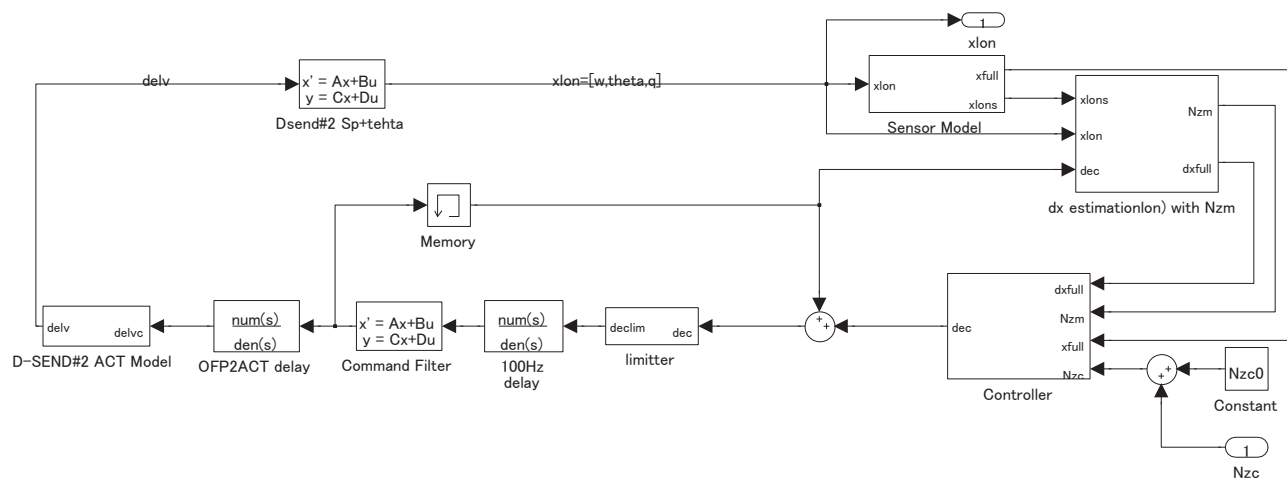 1
xlon
delv
x' = Ax+Bu
y = Cx+Du
Dsend#2 Sp+tehta
xlon=[w,theta,q]
xlon
xfull
xlons
Sensor Model
xlons
xlon
dec
Nzm
dxfull
dx estimationlon) with Nzm
Memory
delv
delvc
D-SEND#2 ACT Model
num(s)
den(s)
OFP2ACT delay
x' = Ax+Bu
y = Cx+Du
Command Filter
num(s)
den(s)
100Hz
delay
declim
dec
limitter
+
+
dec
dxfull
Nzm
xfull
Nzc
Controller
+
+
Nzc0
Constant
1
Nzc